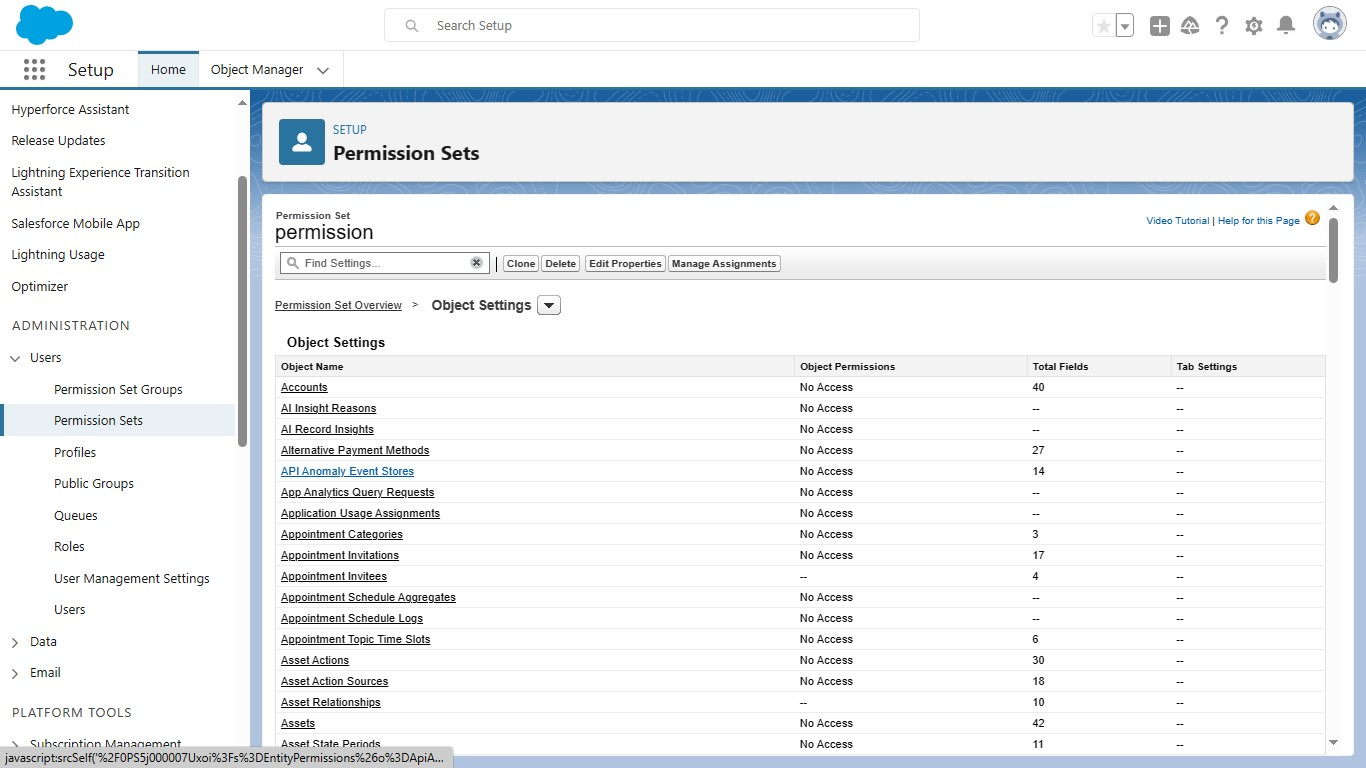 Search Setup
Setup
Home
Object Manager
Hyperforce Assistant
Release Updates
Lightning Experience Transition
Assistant
Salesforce Mobile App
Lightning Usage
Optimizer
ADMINISTRATION
Users
Permission Set Groups
Permission Sets
Profiles
Public Groups
Queues
Roles
User Management Settings
Users
Data
Email
PLATFORM TOOLS
Subscription Management
javascript:srcSelf('%2F0PS5j000007Uxoi%3Fs%3DEntityPermissions%26o%3DApiA...
SETUP
Permission Sets
Permission Set
permission
Video Tutorial | Help for this Page ?
Find Settings... | Clone Delete Edit Properties Manage Assignments
Permission Set Overview > Object Settings
Object Settings
Object Name Object Permissions Total Fields Tab Settings
Accounts No Access 40 --
AI Insight Reasons No Access -- --
AI Record Insights No Access -- --
Alternative Payment Methods No Access 27 --
API Anomaly Event Stores No Access 14 --
App Analytics Query Requests No Access -- --
Application Usage Assignments No Access -- --
Appointment Categories No Access 3 --
Appointment Invitations No Access 17 --
Appointment Invitees -- 4 --
Appointment Schedule Aggregates No Access -- --
Appointment Schedule Logs No Access -- --
Appointment Topic Time Slots No Access 6 --
Asset Actions No Access 30 --
Asset Action Sources No Access 18 --
Asset Relationships -- 10 --
Assets No Access 42 --
Asset State Periods No Access 11 --